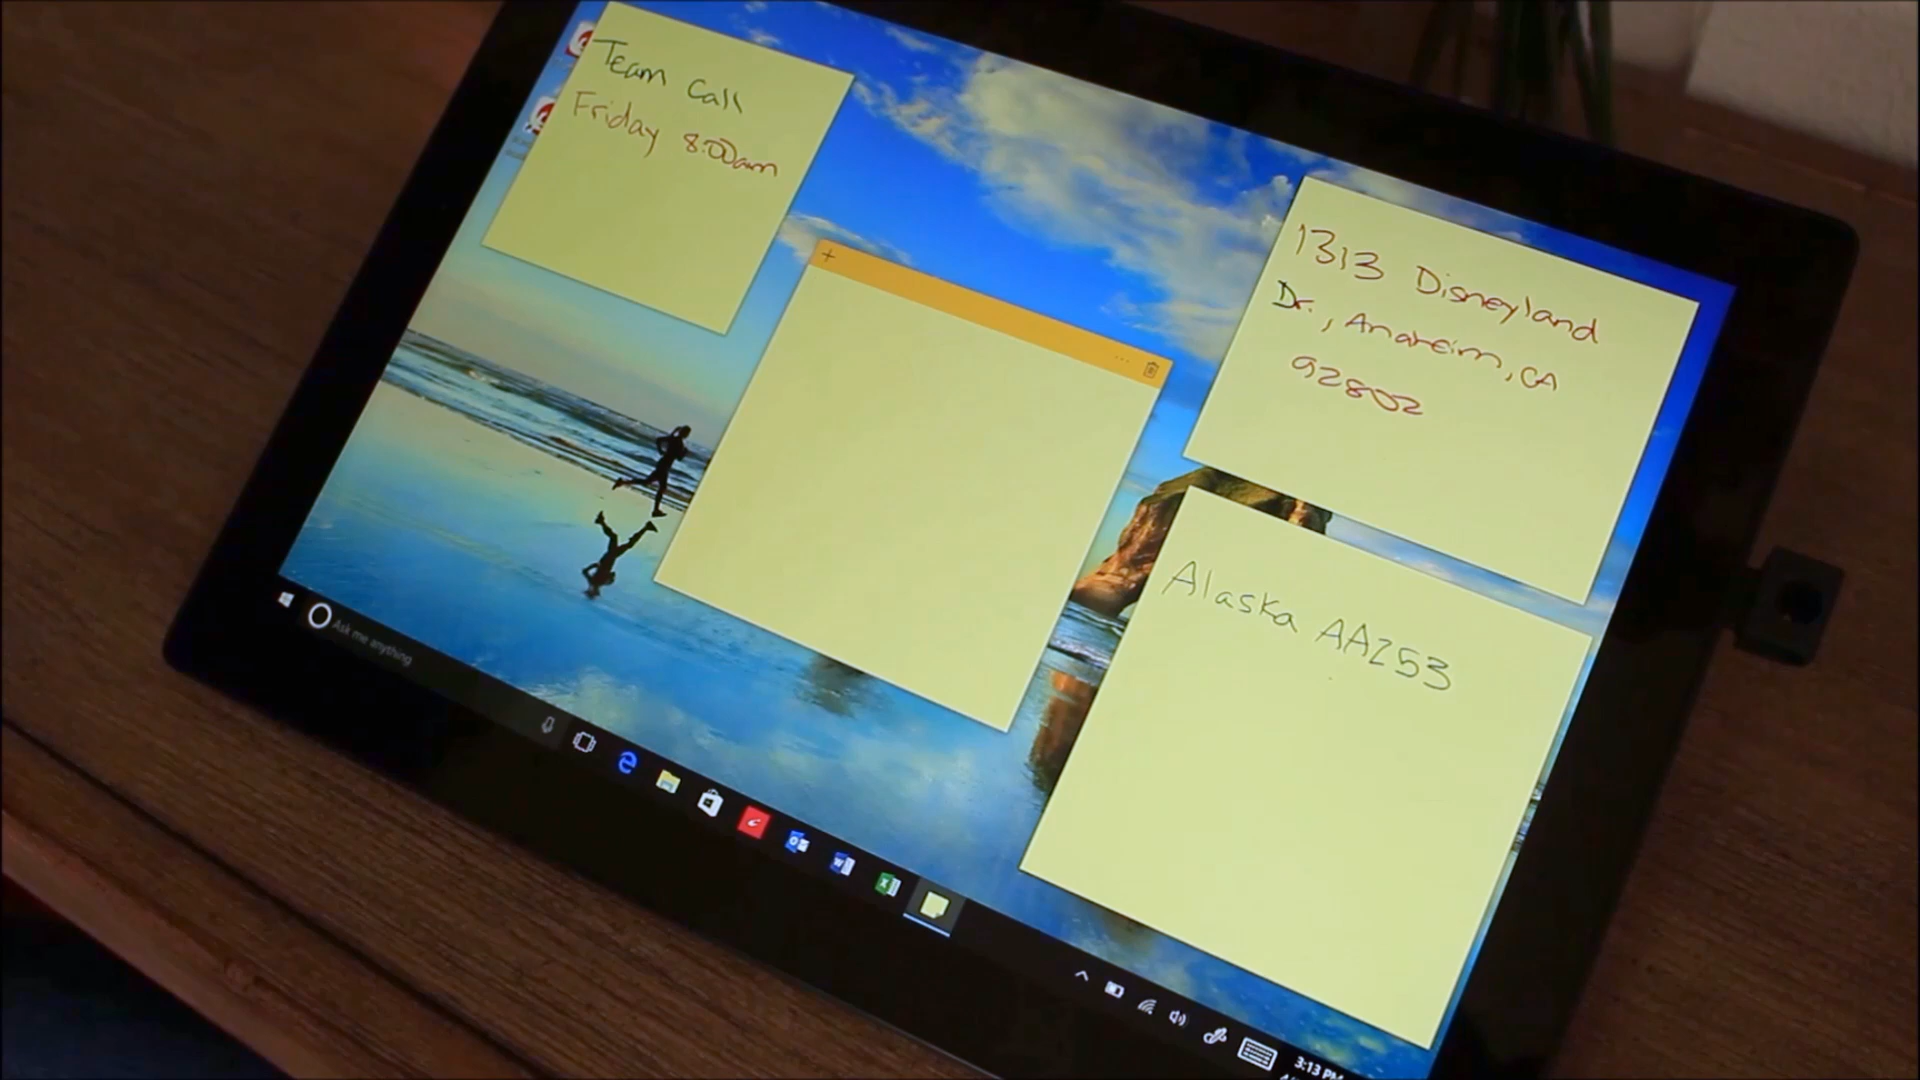 Team Call
Friday 8:00am
1313 Disneyland
Dr., Anaheim, CA
92802
Alaska AA253
Ask me anything
3:13 PM